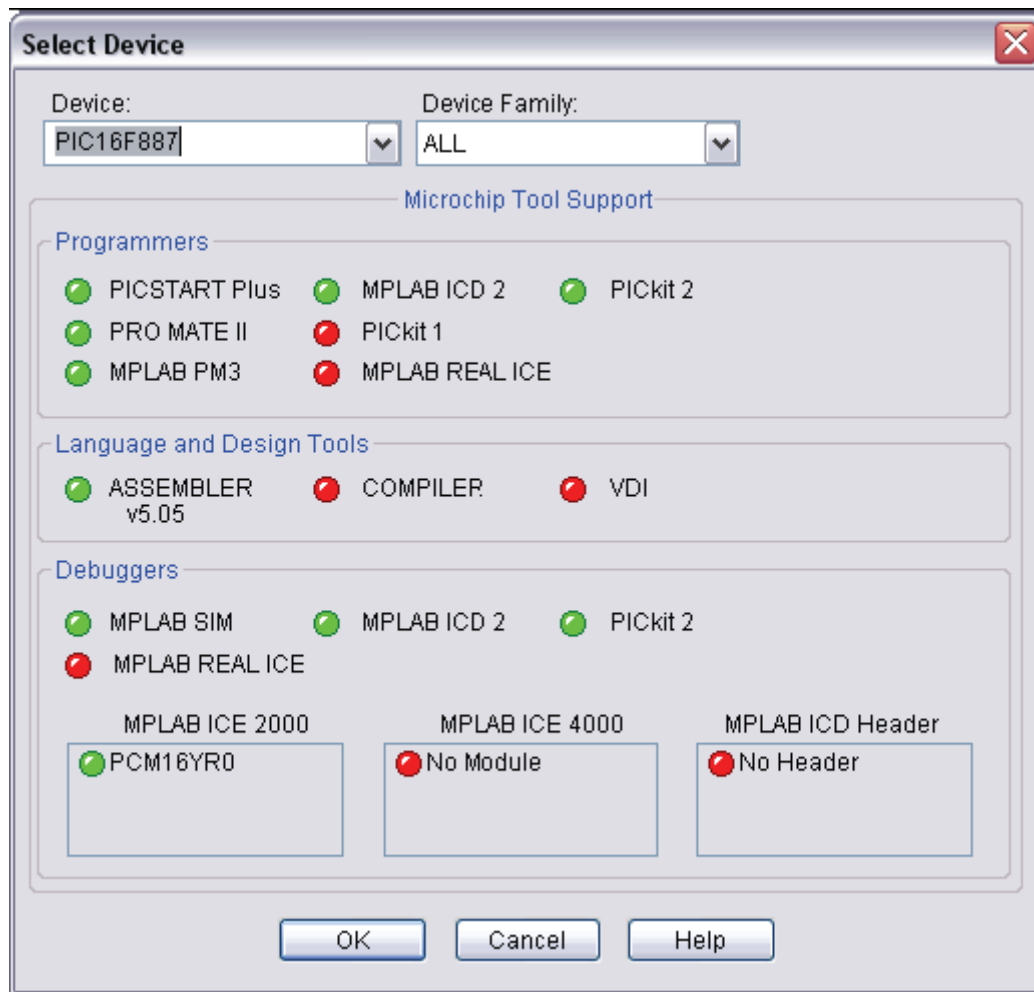 Select Device
Device: Device Family:
PIC16F887 ALL
Microchip Tool Support
Programmers
PICSTART Plus MPLAB ICD 2 PICkit 2
PRO MATE II PICkit 1
MPLAB PM3 MPLAB REAL ICE
Language and Design Tools
ASSEMBLER COMPILER VDI
v5.05
Debuggers
MPLAB SIM MPLAB ICD 2 PICkit 2
MPLAB REAL ICE
MPLAB ICE 2000 MPLAB ICE 4000 MPLAB ICD Header
PCM16YR0 No Module No Header
OK Cancel Help